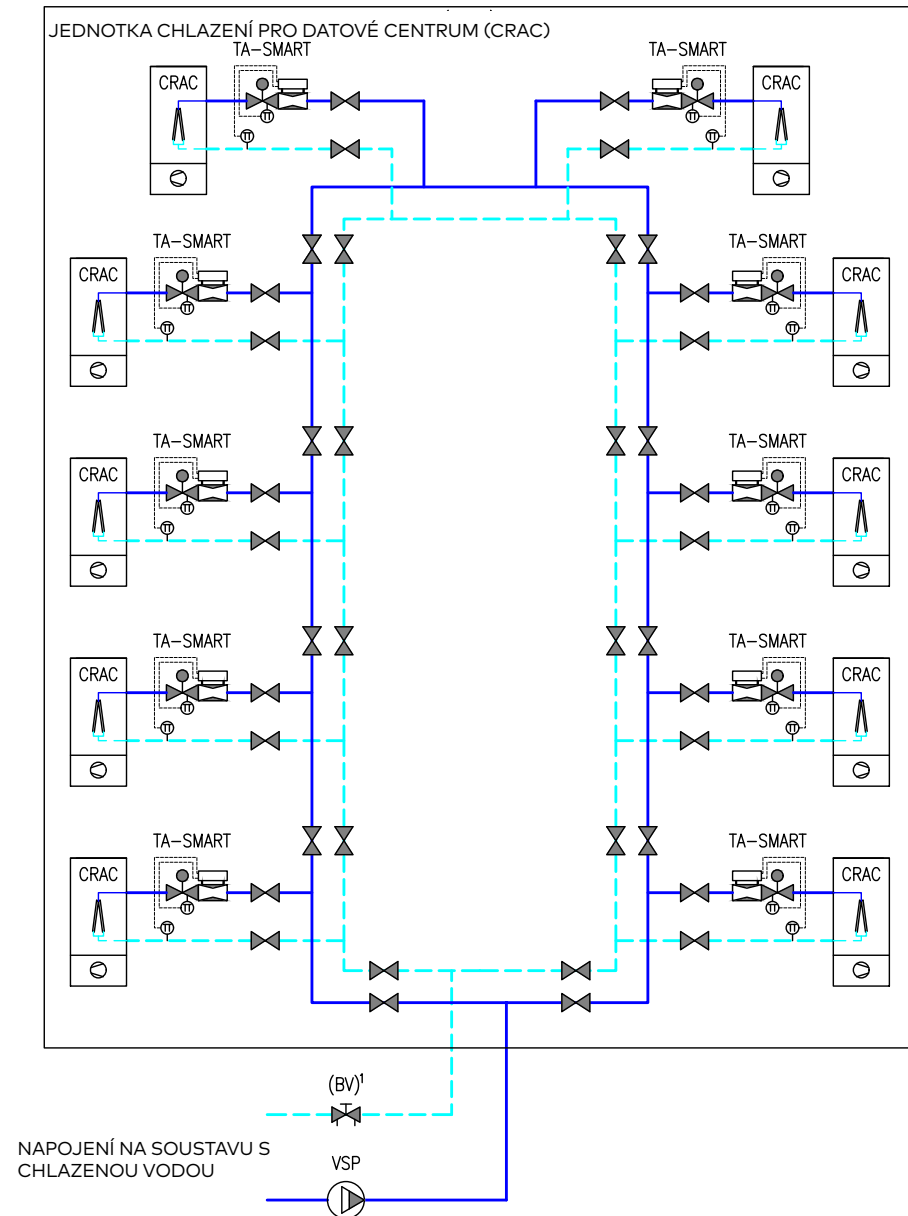 JEDNOTKA CHLAZENÍ PRO DATOVÉ CENTRUM (CRAC)
TA-SMART TA-SMART
CRAC CRAC
TA-SMART TA-SMART
CRAC CRAC
TA-SMART TA-SMART
CRAC CRAC
TA-SMART TA-SMART
CRAC CRAC
TA-SMART TA-SMART
CRAC CRAC
(BV)¹
NAPOJENÍ NA SOUSTAVU S
CHLAZENOU VODOU
VSP